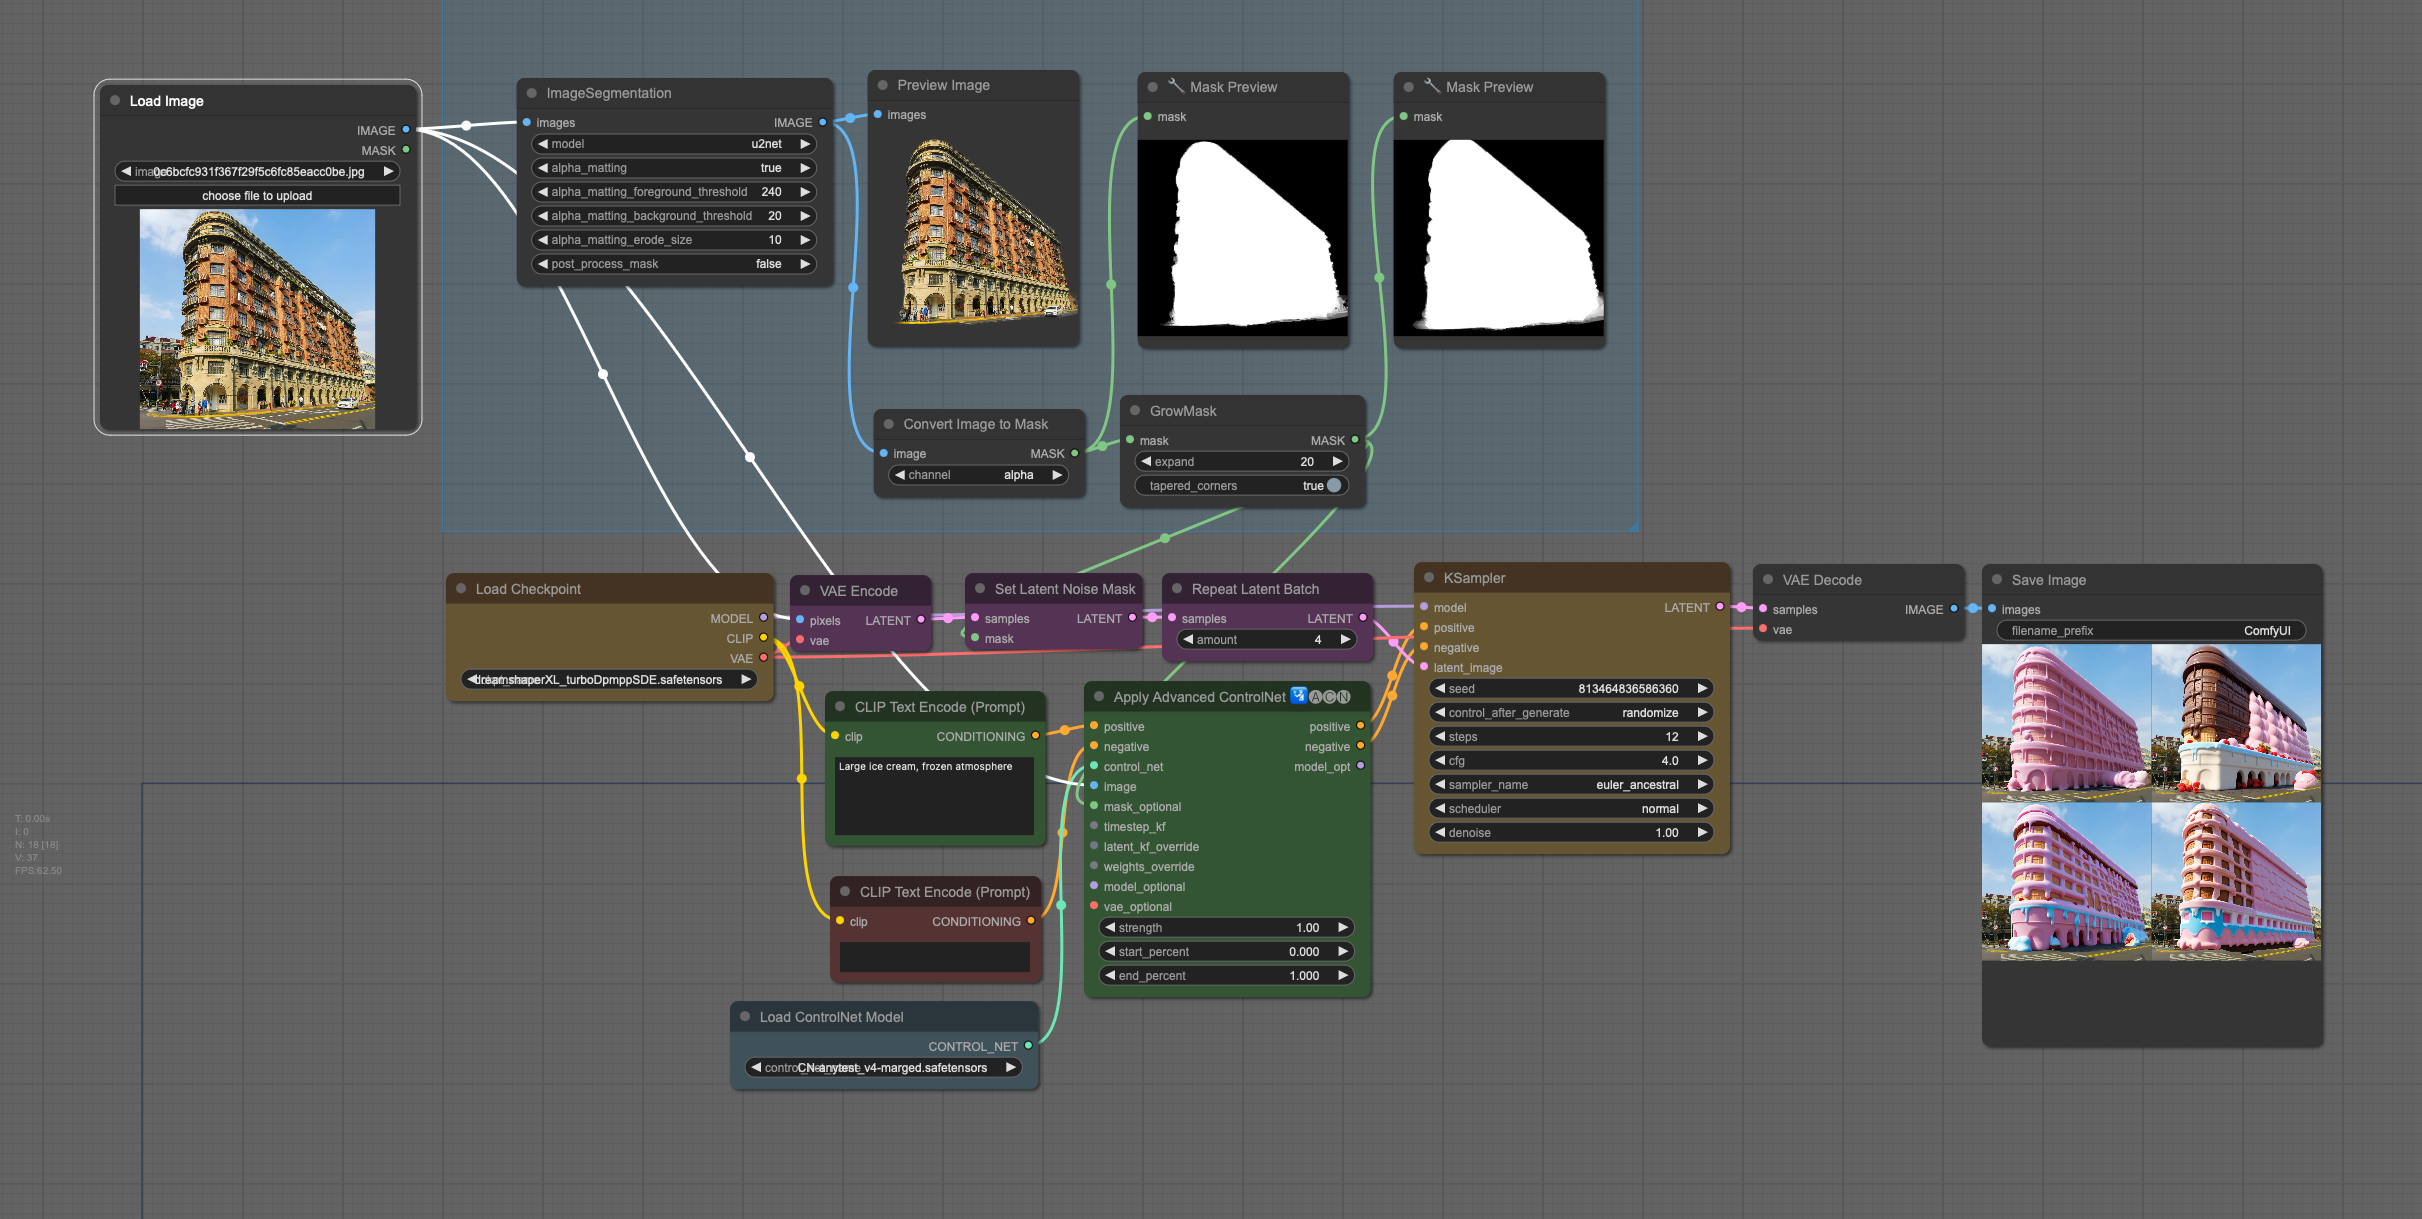 Load Image
IMAGE
MASK
0c6bcfc931f367f29f5c6fc85eacc0be.jpg
choose file to upload
ImageSegmentation
images IMAGE
model u2net
alpha_matting true
alpha_matting_foreground_threshold 240
alpha_matting_background_threshold 20
alpha_matting_erode_size 10
post_process_mask false
Preview Image
images
Mask Preview
mask
Mask Preview
mask
Convert Image to Mask
image MASK
channel alpha
GrowMask
mask MASK
expand 20
tapered_corners true
Load Checkpoint
MODEL
CLIP
VAE
dreamshaperXL_turboDpmppSDE.safetensors
VAE Encode
pixels LATENT
vae
Set Latent Noise Mask
samples LATENT
mask
Repeat Latent Batch
samples LATENT
amount 4
CLIP Text Encode (Prompt)
clip CONDITIONING
Large ice cream, frozen atmosphere
CLIP Text Encode (Prompt)
clip CONDITIONING
Load ControlNet Model
CONTROL_NET
CN-anytest_v4-marged.safetensors
Apply Advanced ControlNet 🛂🅐🅒🅝
positive positive
negative negative
control_net model_opt
image
mask_optional
timestep_kf
latent_kf_override
weights_override
model_optional
vae_optional
strength 1.00
start_percent 0.000
end_percent 1.000
KSampler
model LATENT
positive
negative
latent_image
seed 813464836586360
control_after_generate randomize
steps 12
cfg 4.0
sampler_name euler_ancestral
scheduler normal
denoise 1.00
VAE Decode
samples IMAGE
vae
Save Image
images
filename_prefix ComfyUI
T: 0.00s
I: 0
N: 18 [18]
V: 37
FPS:62.50